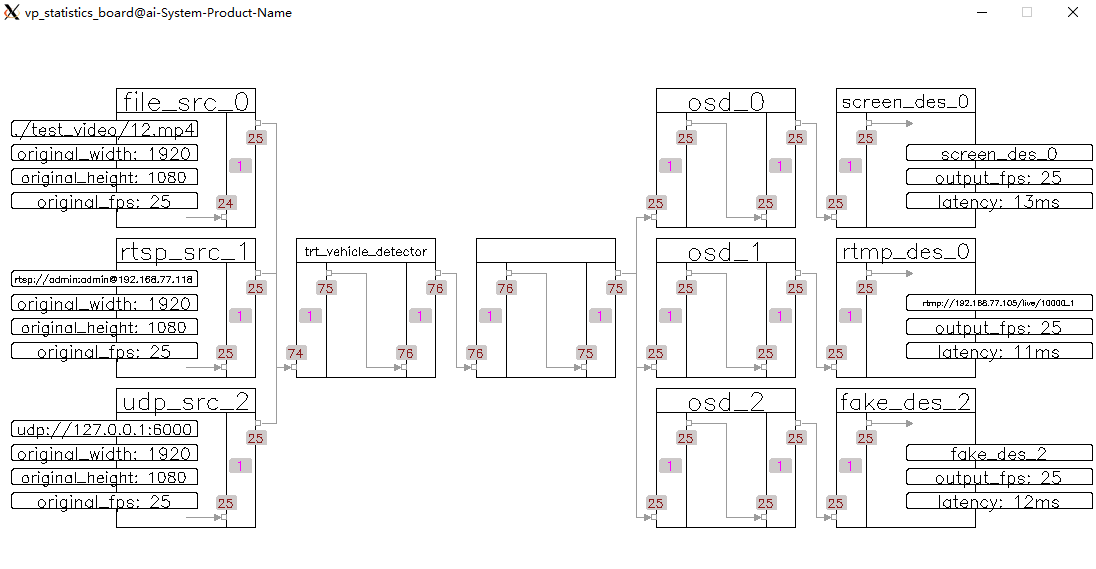 vp_statistics_board@ai-System-Product-Name
file_src_0
./test_video/12.mp4
original_width: 1920
original_height: 1080
original_fps: 25
25
1
24
rtsp_src_1
rtsp://admin:admin@192.168.77.118
original_width: 1920
original_height: 1080
original_fps: 25
25
1
25
udp_src_2
udp://127.0.0.1:6000
original_width: 1920
original_height: 1080
original_fps: 25
25
1
25
trt_vehicle_detector
75
76
1
1
74
76
76
75
1
1
76
75
osd_0
25
25
1
1
25
25
osd_1
25
25
1
1
25
25
osd_2
25
25
1
1
25
25
screen_des_0
25
1
25
screen_des_0
output_fps: 25
latency: 13ms
rtmp_des_0
25
1
25
rtmp://192.168.77.105/live/10000_1
output_fps: 25
latency: 11ms
fake_des_2
25
1
25
fake_des_2
output_fps: 25
latency: 12ms